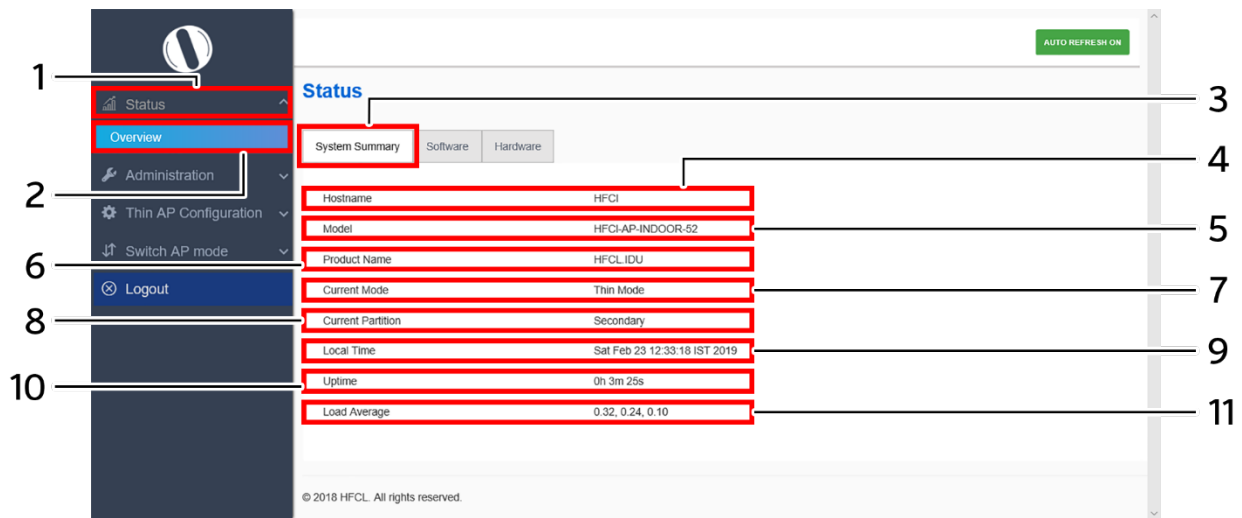 AUTO REFRESH ON
1
Status
Status
3
Overview
System Summary Software Hardware
4
2
Administration
Hostname HFCI
Thin AP Configuration
Model HFCI-AP-INDOOR-52
5
Switch AP mode
6
Product Name HFCL.IDU
Logout
Current Mode Thin Mode
7
8
Current Partition Secondary
Local Time Sat Feb 23 12:33:18 IST 2019
9
10
Uptime 0h 3m 25s
Load Average 0.32, 0.24, 0.10
11
© 2018 HFCL. All rights reserved.